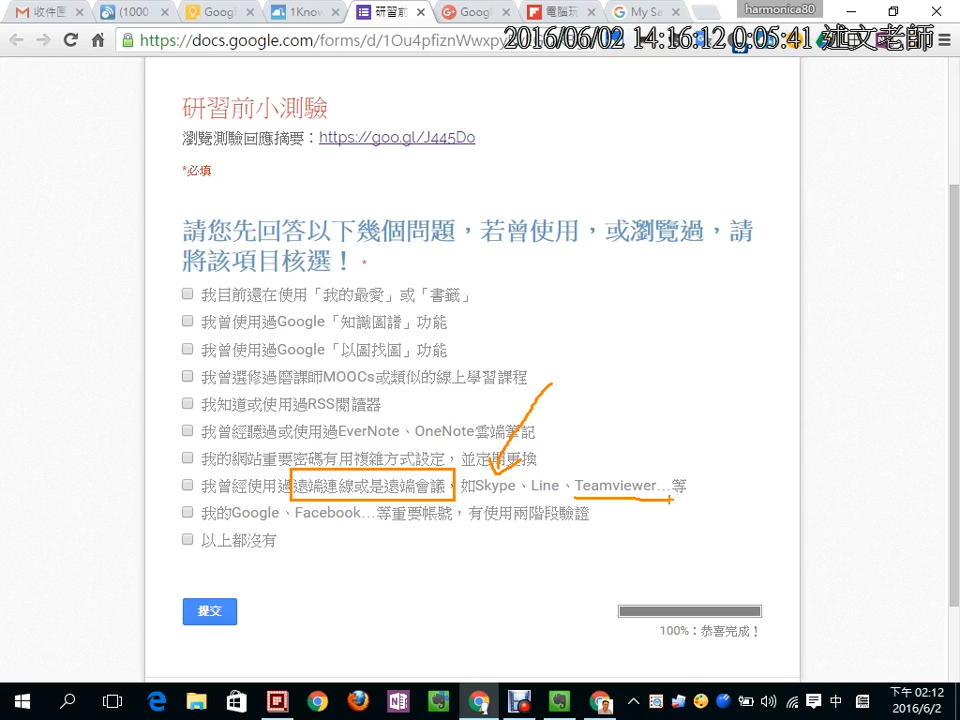 收件匣
(1000
Googl
1Know
研習前
Googl
電腦玩
My Se
harmonica80
https://docs.google.com/forms/d/1Ou4pfiznWwxpy
2016/06/02 14:16:12 0:05:41 述文老師
研習前小測驗
瀏覽測驗回應摘要：https://goo.gl/J445Do
*必填
請您先回答以下幾個問題，若曾使用，或瀏覽過，請
將該項目核選！ *
我目前還在使用「我的最愛」或「書籤」
我曾使用過Google「知識圖譜」功能
我曾使用過Google「以圖找圖」功能
我曾選修過磨課師MOOCs或類似的線上學習課程
我知道或使用過RSS閱讀器
我曾經聽過或使用過EverNote、OneNote雲端筆記
我的網站重要密碼有用複雜方式設定，並定期更換
我曾經使用過遠端連線或是遠端會議，如Skype、Line、Teamviewer...等
我的Google、Facebook...等重要帳號，有使用兩階段驗證
以上都沒有
提交
100%：恭喜完成！
中
下午 02:12
2016/6/2